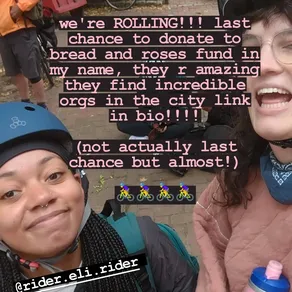 we're ROLLING!!! last
chance to donate to
bread and roses fund in
my name, they r amazing
they find incredible
orgs in the city link
in bio!!!!
(not actually last
chance but almost!)
🚴‍♀️🚴‍♀️🚴‍♀️🚴‍♀️
@rider.eli.rider